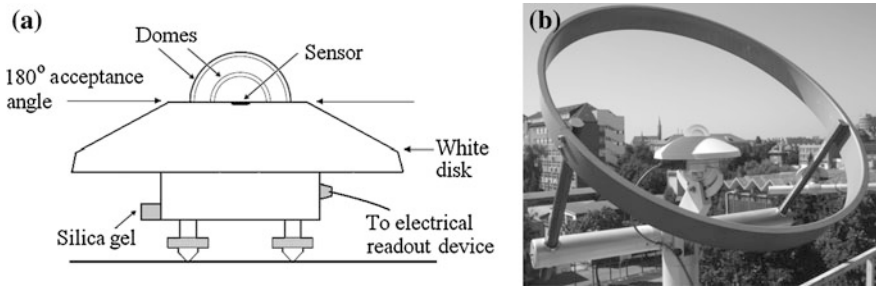 (a)
Domes
Sensor
180° acceptance
angle
White
disk
Silica gel
To electrical
readout device
(b)